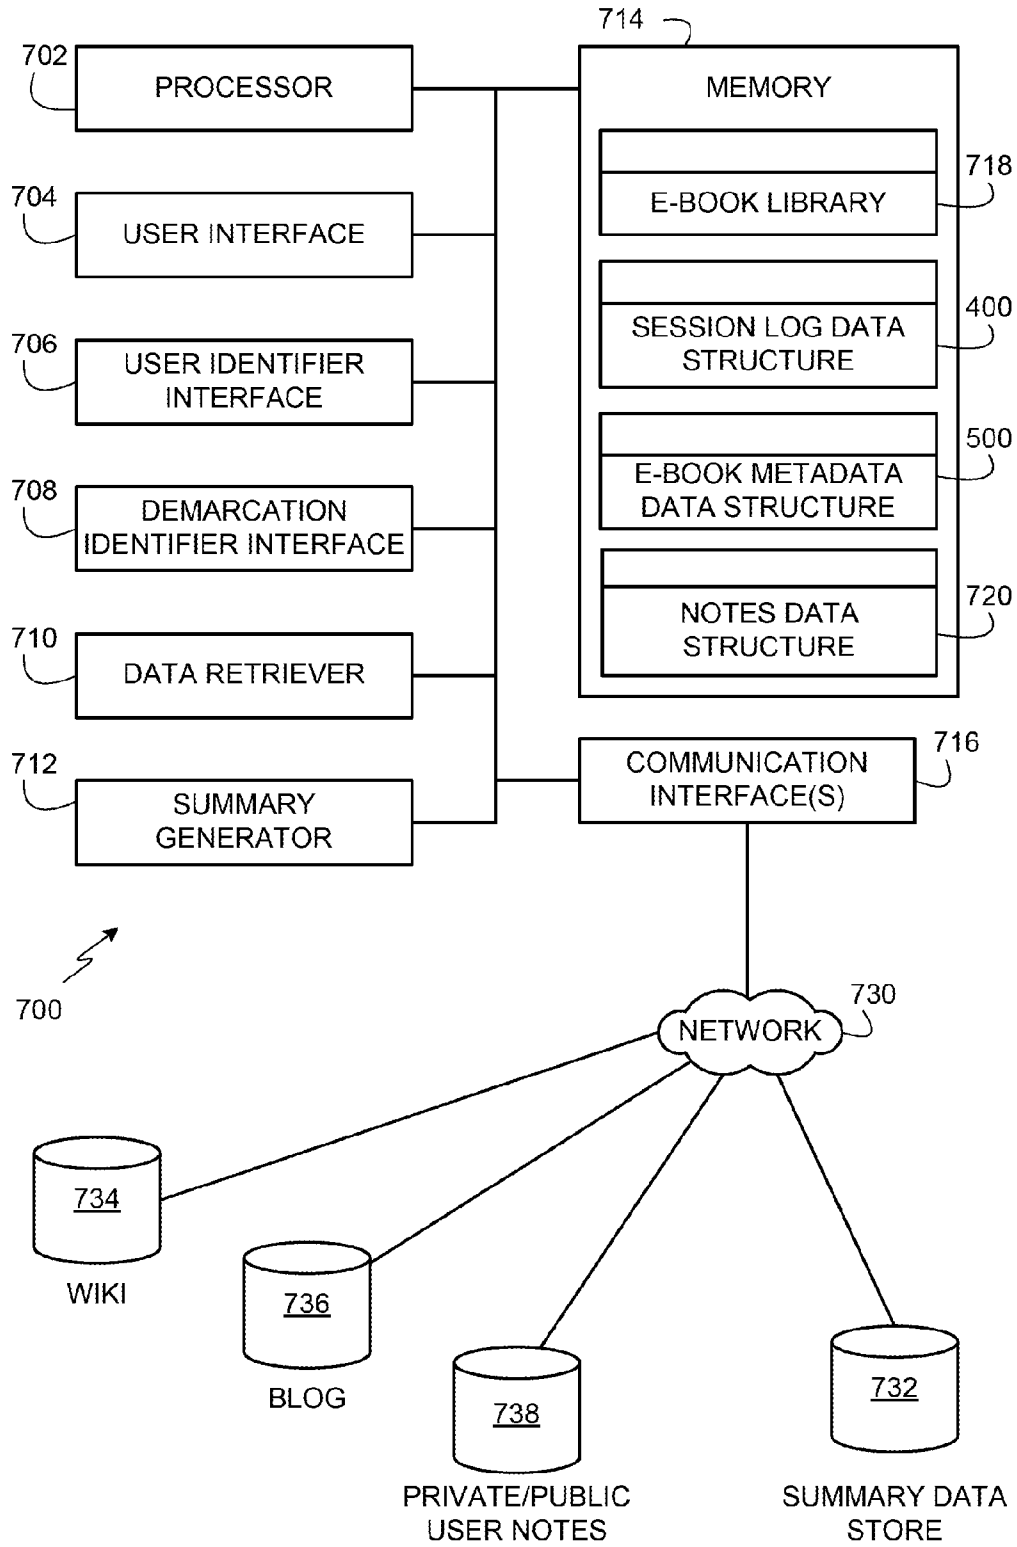 714
702
PROCESSOR
MEMORY
718
E-BOOK LIBRARY
704
USER INTERFACE
400
SESSION LOG DATA
STRUCTURE
706
USER IDENTIFIER
INTERFACE
500
E-BOOK METADATA
DATA STRUCTURE
708
DEMARCATION
IDENTIFIER INTERFACE
720
NOTES DATA
STRUCTURE
710
DATA RETRIEVER
716
COMMUNICATION
INTERFACE(S)
712
SUMMARY
GENERATOR
700
730
NETWORK
734
WIKI
736
BLOG
738
PRIVATE/PUBLIC
USER NOTES
732
SUMMARY DATA
STORE